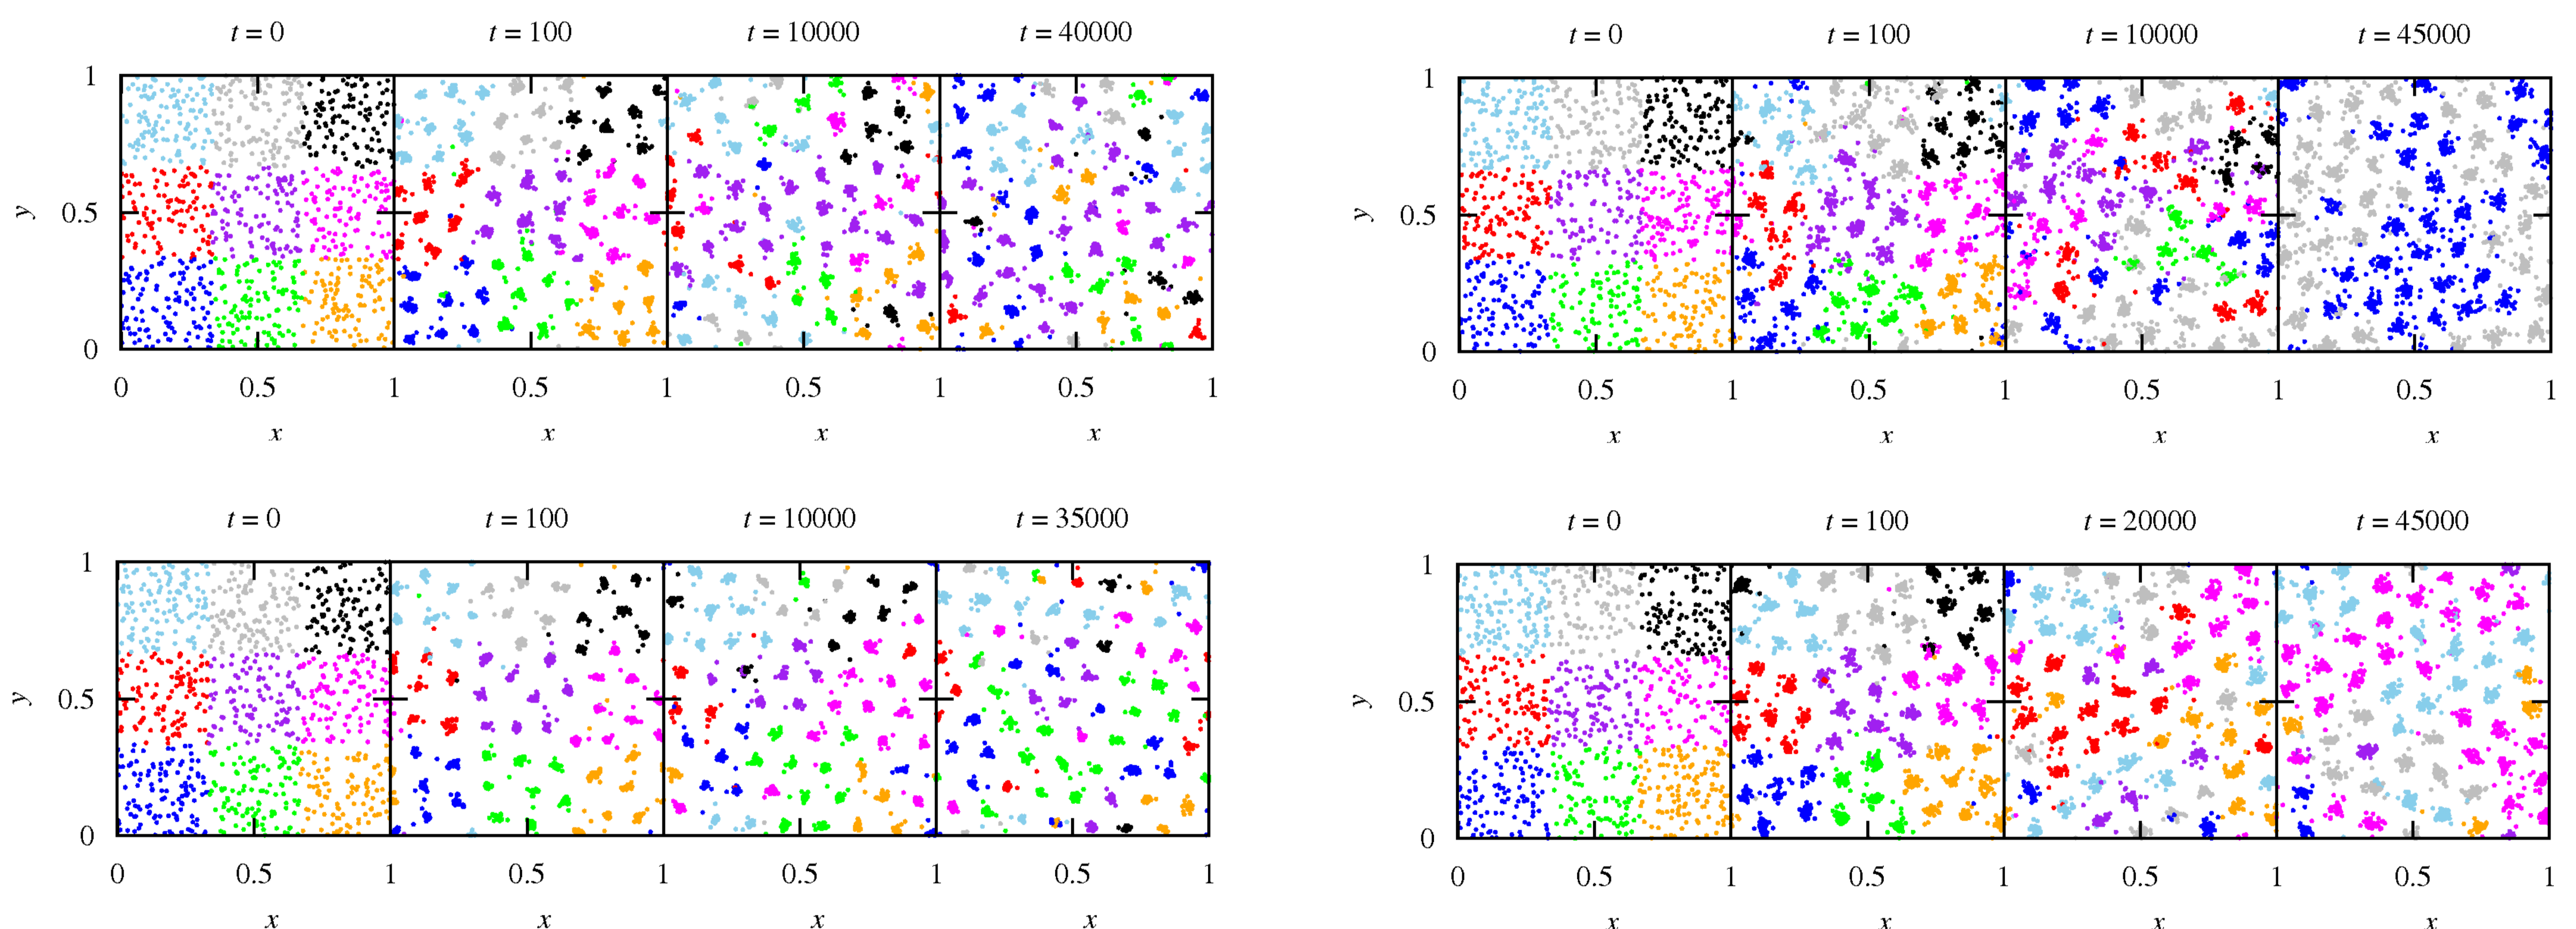 t = 0 t = 100 t = 10000 t = 40000
1
y 0.5
0
0 0.5 1 0.5 1 0.5 1 0.5 1
x x x x
t = 0 t = 100 t = 10000 t = 45000
1
y 0.5
0
0 0.5 1 0.5 1 0.5 1 0.5 1
x x x x
t = 0 t = 100 t = 10000 t = 35000
1
y 0.5
0
0 0.5 1 0.5 1 0.5 1 0.5 1
x x x x
t = 0 t = 100 t = 20000 t = 45000
1
y 0.5
0
0 0.5 1 0.5 1 0.5 1 0.5 1
x x x x